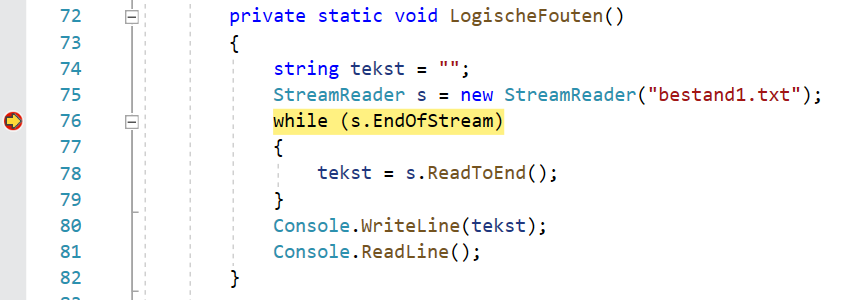 72 private static void LogischeFouten()
73 {
74 string tekst = "";
75 StreamReader s = new StreamReader("bestand1.txt");
76 while (s.EndOfStream)
77 {
78 tekst = s.ReadToEnd();
79 }
80 Console.WriteLine(tekst);
81 Console.ReadLine();
82 }